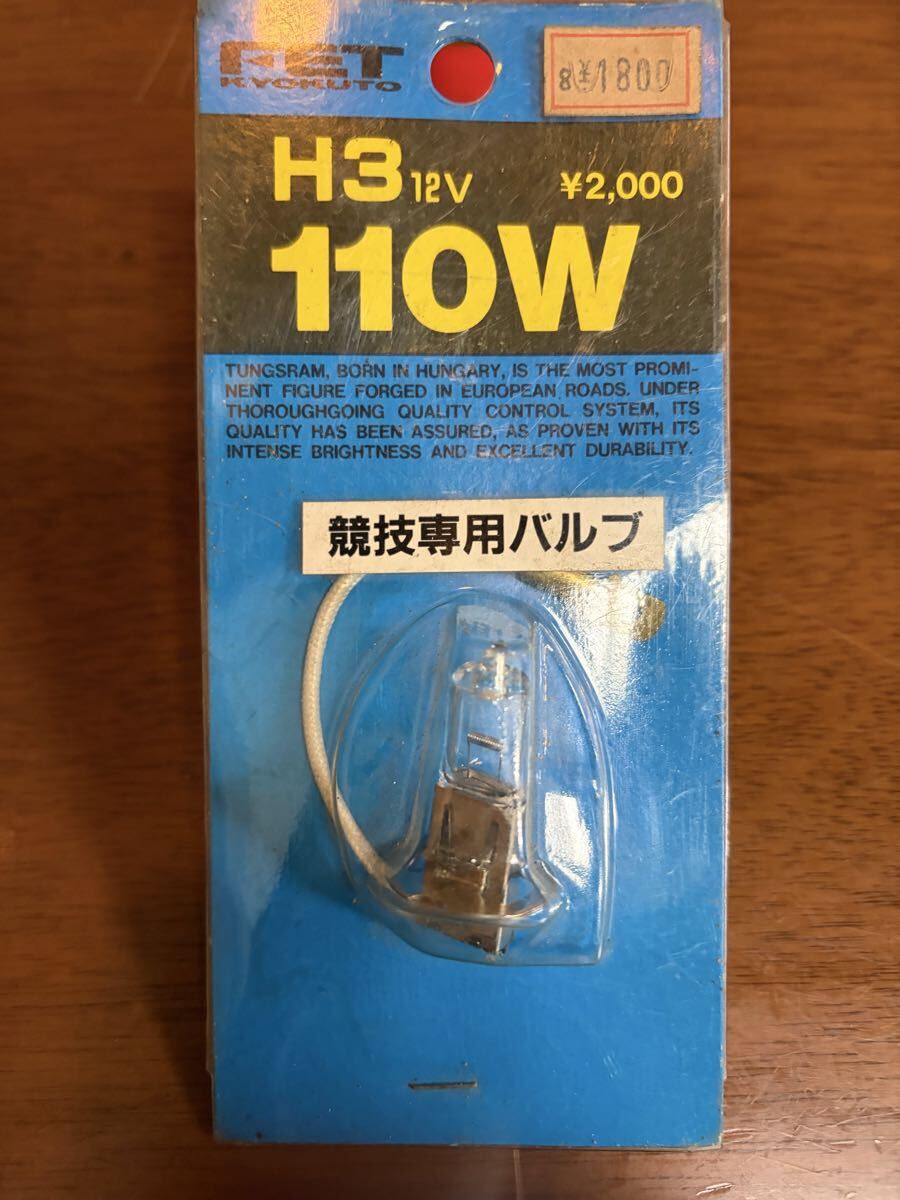 RET
KYOKUTO
8 ¥1800
H3 12V
¥2,000
110W
TUNGSRAM, BORN IN HUNGARY, IS THE MOST PROMI-
NENT FIGURE FORGED IN EUROPEAN ROADS. UNDER
THOROUGHGOING QUALITY CONTROL SYSTEM, ITS
QUALITY HAS BEEN ASSURED, AS PROVEN WITH ITS
INTENSE BRIGHTNESS AND EXCELLENT DURABILITY.
競技専用バルブ